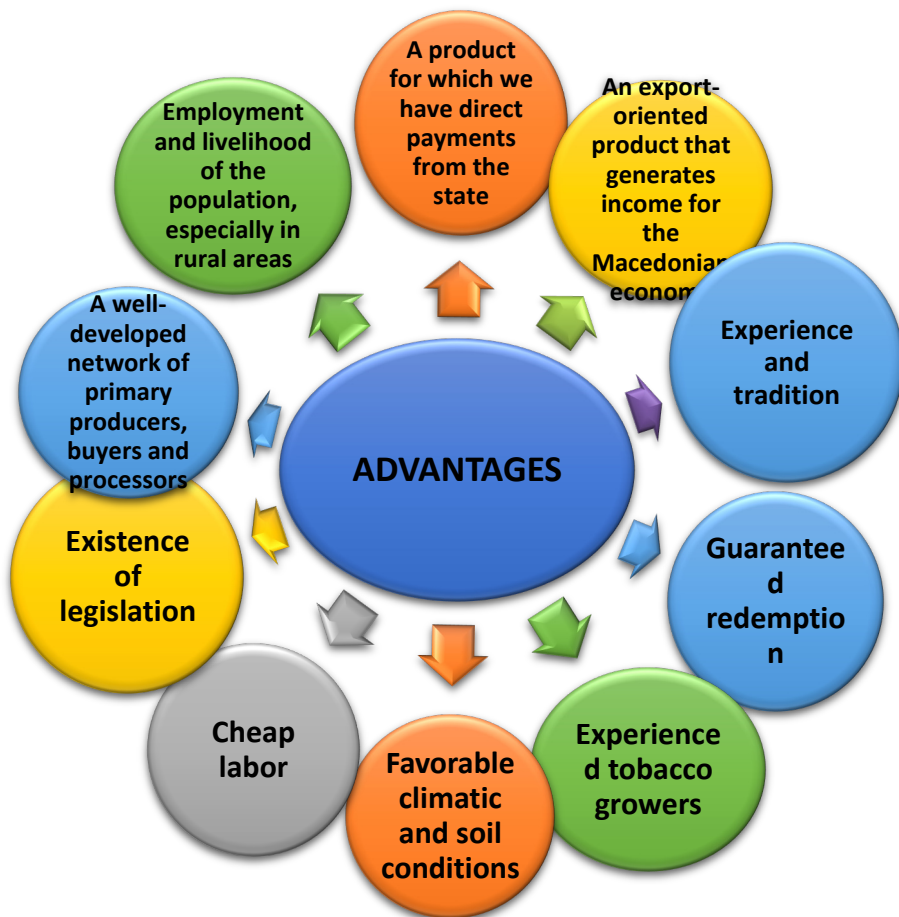 A product
for which we
have direct
payments
from the
state
An export-
oriented
product that
generates
income for
the
Macedonian
econom
Experience
and
tradition
Guarantee
d
redemptio
n
Experience
d tobacco
growers
Favorable
climatic
and soil
conditions
Cheap
labor
Existence
of
legislation
A well-
developed
network of
primary
producers,
buyers and
processors
Employment
and livelihood
of the
population,
especially in
rural areas
ADVANTAGES